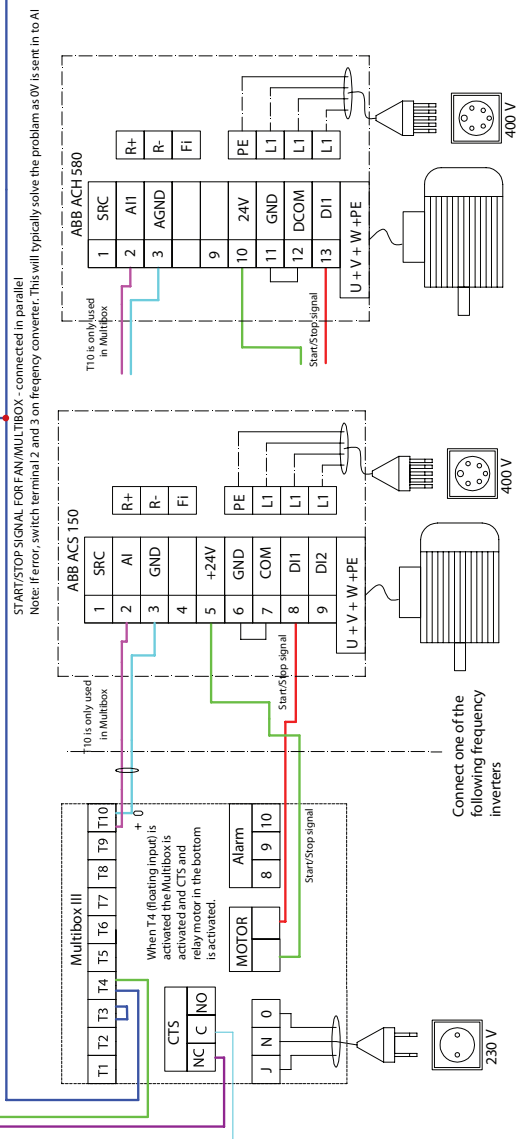 START/STOP SIGNAL FOR FAN/MULTIBOX - connected in parallel
Note: If error, switch terminal 2 and 3 on freqency converter. This will typically solve the problam as 0V is sent in to AI
Multibox III
T1 T2 T3 T4 T5 T6 T7 T8 T9 T10
+ 0
When T4 (floating input) is
activated the Multibox is
activated and CTS and
relay motor in the bottom
is activated.
CTS
NC C NO
MOTOR
Alarm
8 9 10
J N 0
230 V
Start/Stop signal
T10 is only used
in Multibox
Start/Stop signal
Connect one of the
following frequency
inverters
ABB ACS 150
1 SRC
2 AI R+
3 GND R-
4 Fi
5 +24V
6 GND PE
7 COM L1
8 DI1 L1
9 DI2 L1
U + V + W +PE
400 V
T10 is only used
in Multibox
Start/Stop signal
ABB ACH 580
1 SRC
2 AI1 R+
3 AGND R-
Fi
9
10 24V PE
11 GND L1
12 DCOM L1
13 DI1 L1
U + V + W +PE
400 V